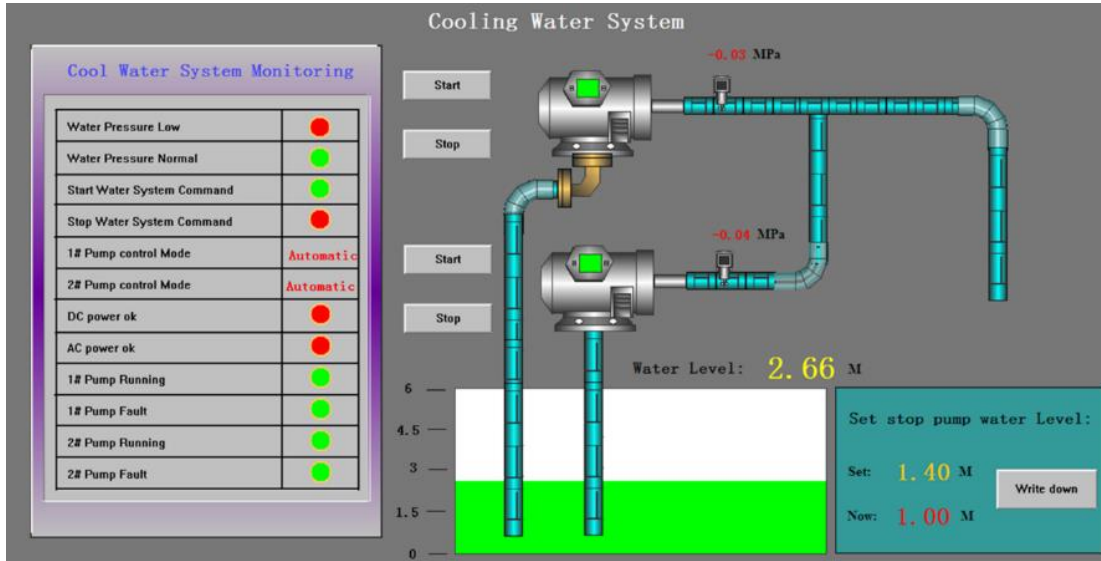 Cooling Water System
Cool Water System Monitoring
Water Pressure Low
Water Pressure Normal
Start Water System Command
Stop Water System Command
1# Pump control Mode Automatic
2# Pump control Mode Automatic
DC power ok
AC power ok
1# Pump Running
1# Pump Fault
2# Pump Running
2# Pump Fault
Start
Stop
-0.03 MPa
Start
Stop
-0.04 MPa
Water Level: 2.66 M
6
4.5
3
1.5
0
Set stop pump water Level:
Set: 1.40 M
Now: 1.00 M
Write down